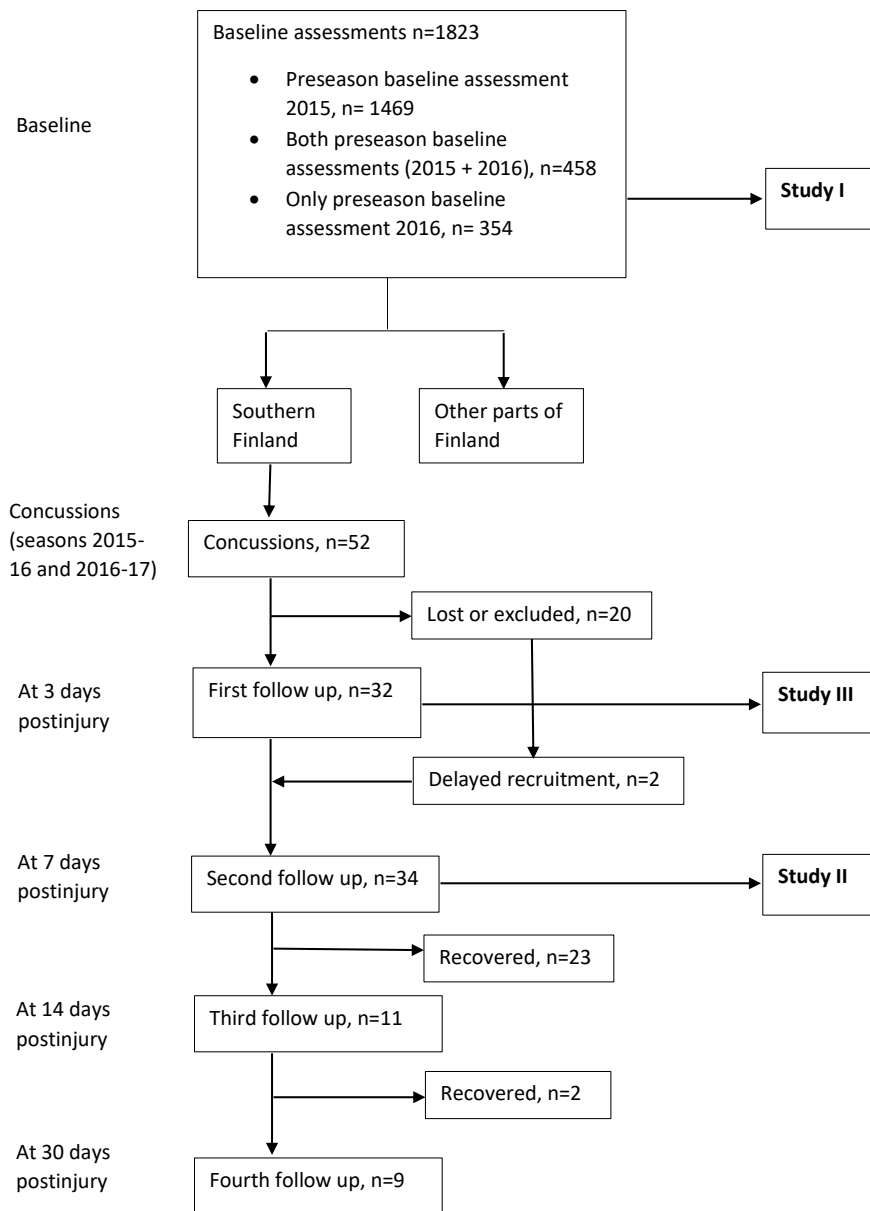 Baseline assessments n=1823
• Preseason baseline assessment
2015, n= 1469
• Both preseason baseline
assessments (2015 + 2016), n=458
• Only preseason baseline
assessment 2016, n= 354
Baseline
Study I
Southern
Finland
Other parts of
Finland
Concussions
(seasons 2015-
16 and 2016-17)
Concussions, n=52
Lost or excluded, n=20
At 3 days
postinjury
First follow up, n=32
Study III
Delayed recruitment, n=2
At 7 days
postinjury
Second follow up, n=34
Study II
Recovered, n=23
At 14 days
postinjury
Third follow up, n=11
Recovered, n=2
At 30 days
postinjury
Fourth follow up, n=9